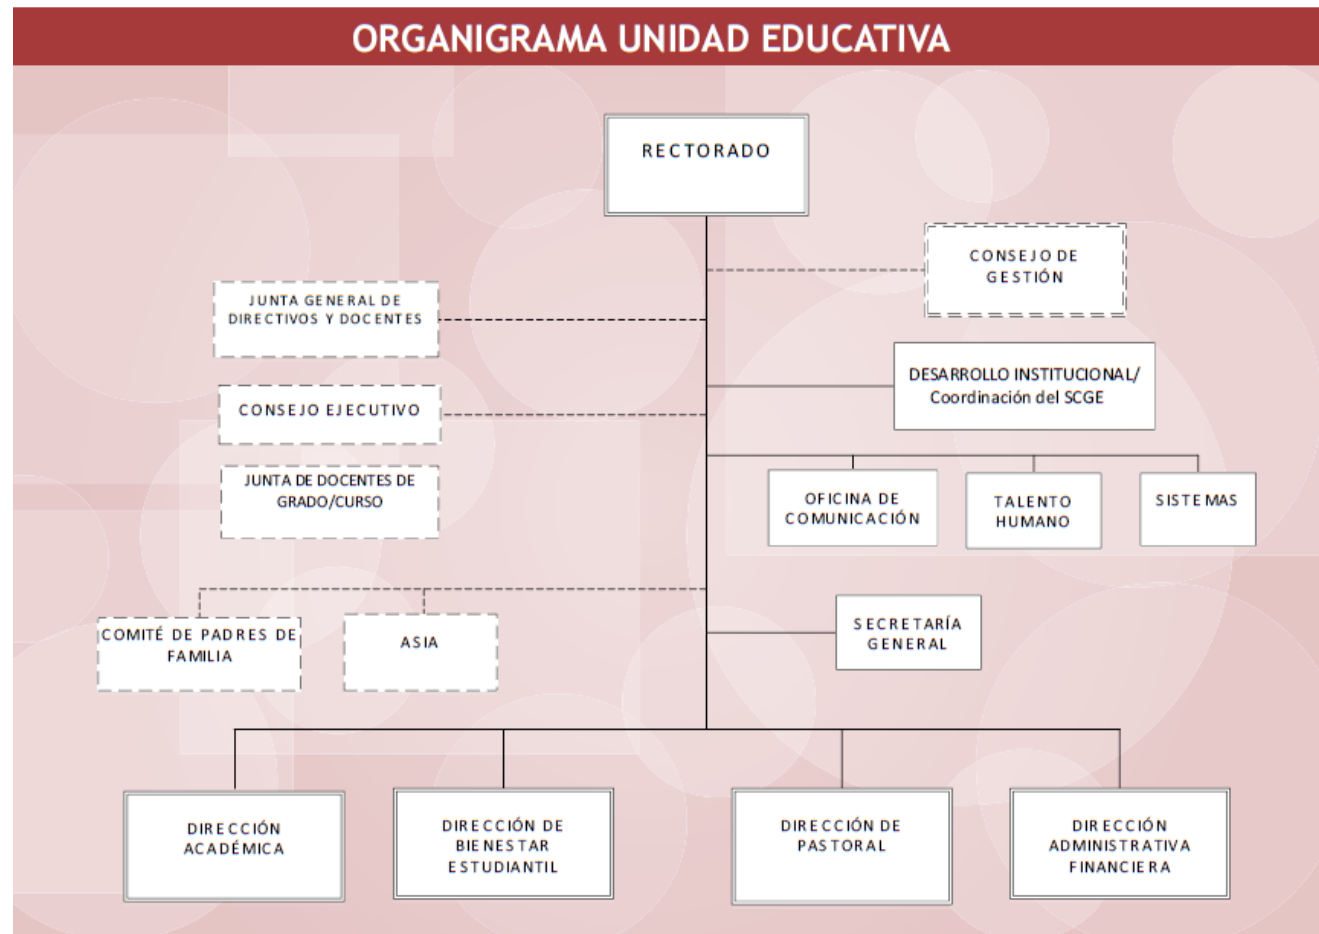 ORGANIGRAMA UNIDAD EDUCATIVA
RECTORADO
CONSEJO DE
GESTIÓN
JUNTA GENERAL DE
DIRECTIVOS Y DOCENTES
DESARROLLO INSTITUCIONAL/
Coordinación del SCGE
CONSEJO EJECUTIVO
JUNTA DE DOCENTES DE
GRADO/CURSO
OFICINA DE
COMUNICACIÓN
TALENTO
HUMANO
SISTEMAS
COMITÉ DE PADRES DE
FAMILIA
ASIA
SECRETARÍA
GENERAL
DIRECCIÓN
ACADÉMICA
DIRECCIÓN DE
BIENESTAR
ESTUDIANTIL
DIRECCIÓN DE
PASTORAL
DIRECCIÓN
ADMINISTRATIVA
FINANCIERA